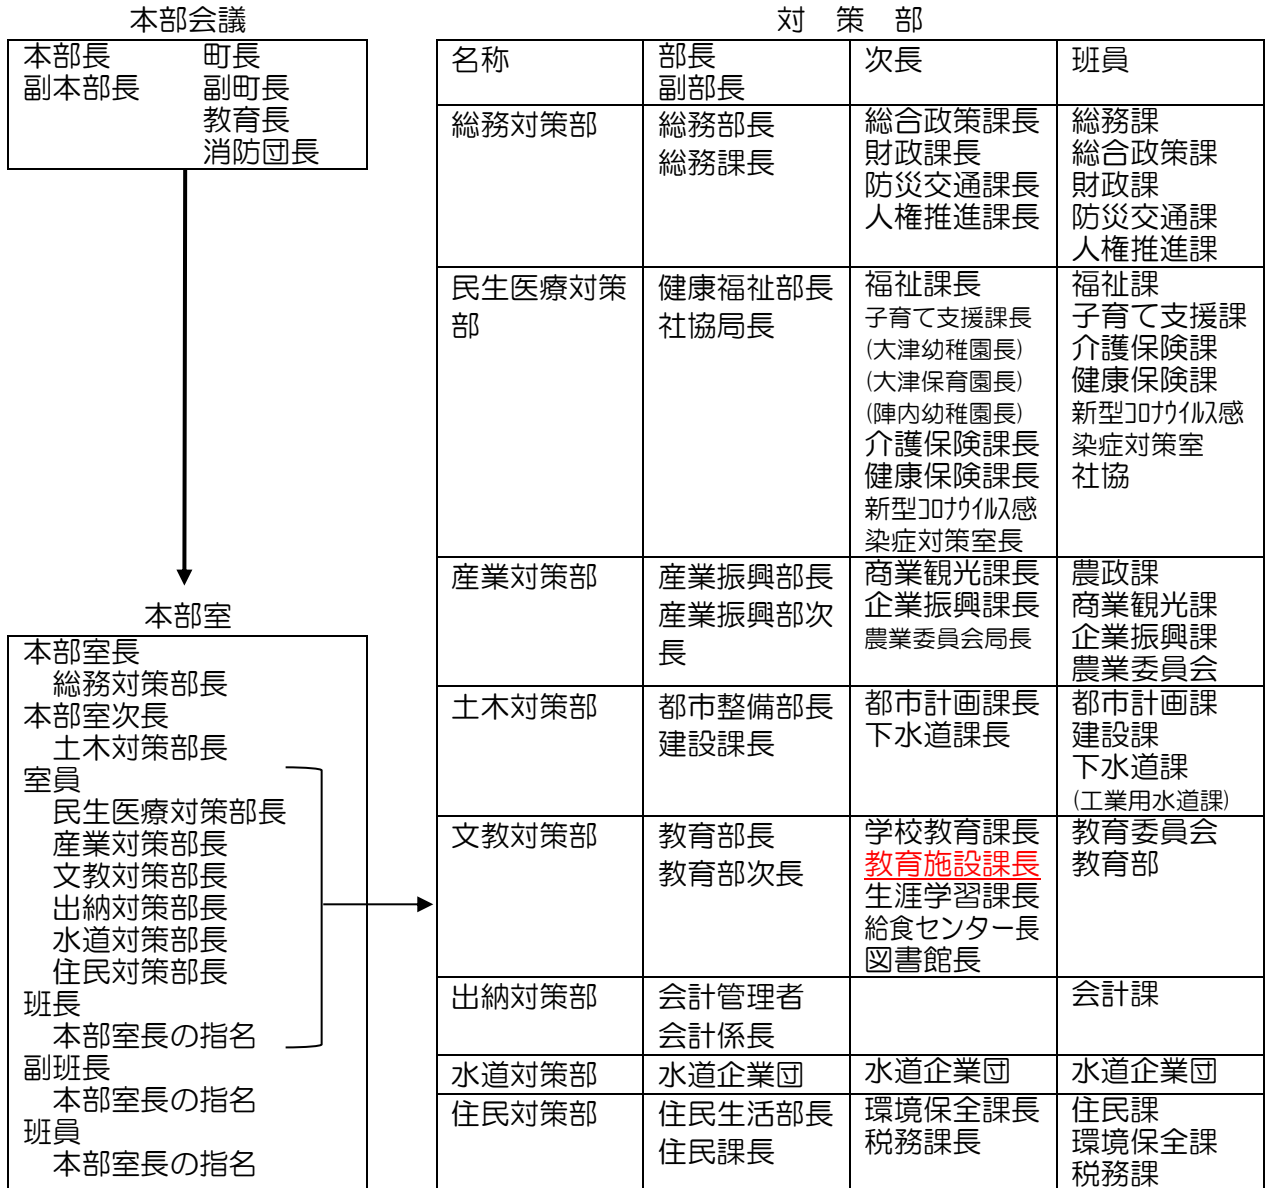 本部会議
本部長　町長
副本部長　副町長
教育長
消防団長
本部室
本部室長
総務対策部長
本部室次長
土木対策部長
室員
民生医療対策部長
産業対策部長
文教対策部長
出納対策部長
水道対策部長
住民対策部長
班長
本部室長の指名
副班長
本部室長の指名
班員
本部室長の指名
対　策　部
名称
部長
副部長
次長
班員
総務対策部
総務部長
総務課長
総合政策課長
財政課長
防災交通課長
人権推進課長
総務課
総合政策課
財政課
防災交通課
人権推進課
民生医療対策
部
健康福祉部長
社協局長
福祉課長
子育て支援課長
(大津幼稚園長)
(大津保育園長)
(陣内幼稚園長)
介護保険課長
健康保険課長
新型ｺﾛﾅｳｲﾙｽ感
染症対策室長
福祉課
子育て支援課
介護保険課
健康保険課
新型ｺﾛﾅｳｲﾙｽ感
染症対策室
社協
産業対策部
産業振興部長
産業振興部次
長
商業観光課長
企業振興課長
農業委員会局長
農政課
商業観光課
企業振興課
農業委員会
土木対策部
都市整備部長
建設課長
都市計画課長
下水道課長
都市計画課
建設課
下水道課
(工業用水道課)
文教対策部
教育部長
教育部次長
学校教育課長
教育施設課長
生涯学習課長
給食センター長
図書館長
教育委員会
教育部
出納対策部
会計管理者
会計係長
会計課
水道対策部
水道企業団
水道企業団
水道企業団
住民対策部
住民生活部長
住民課長
環境保全課長
税務課長
住民課
環境保全課
税務課